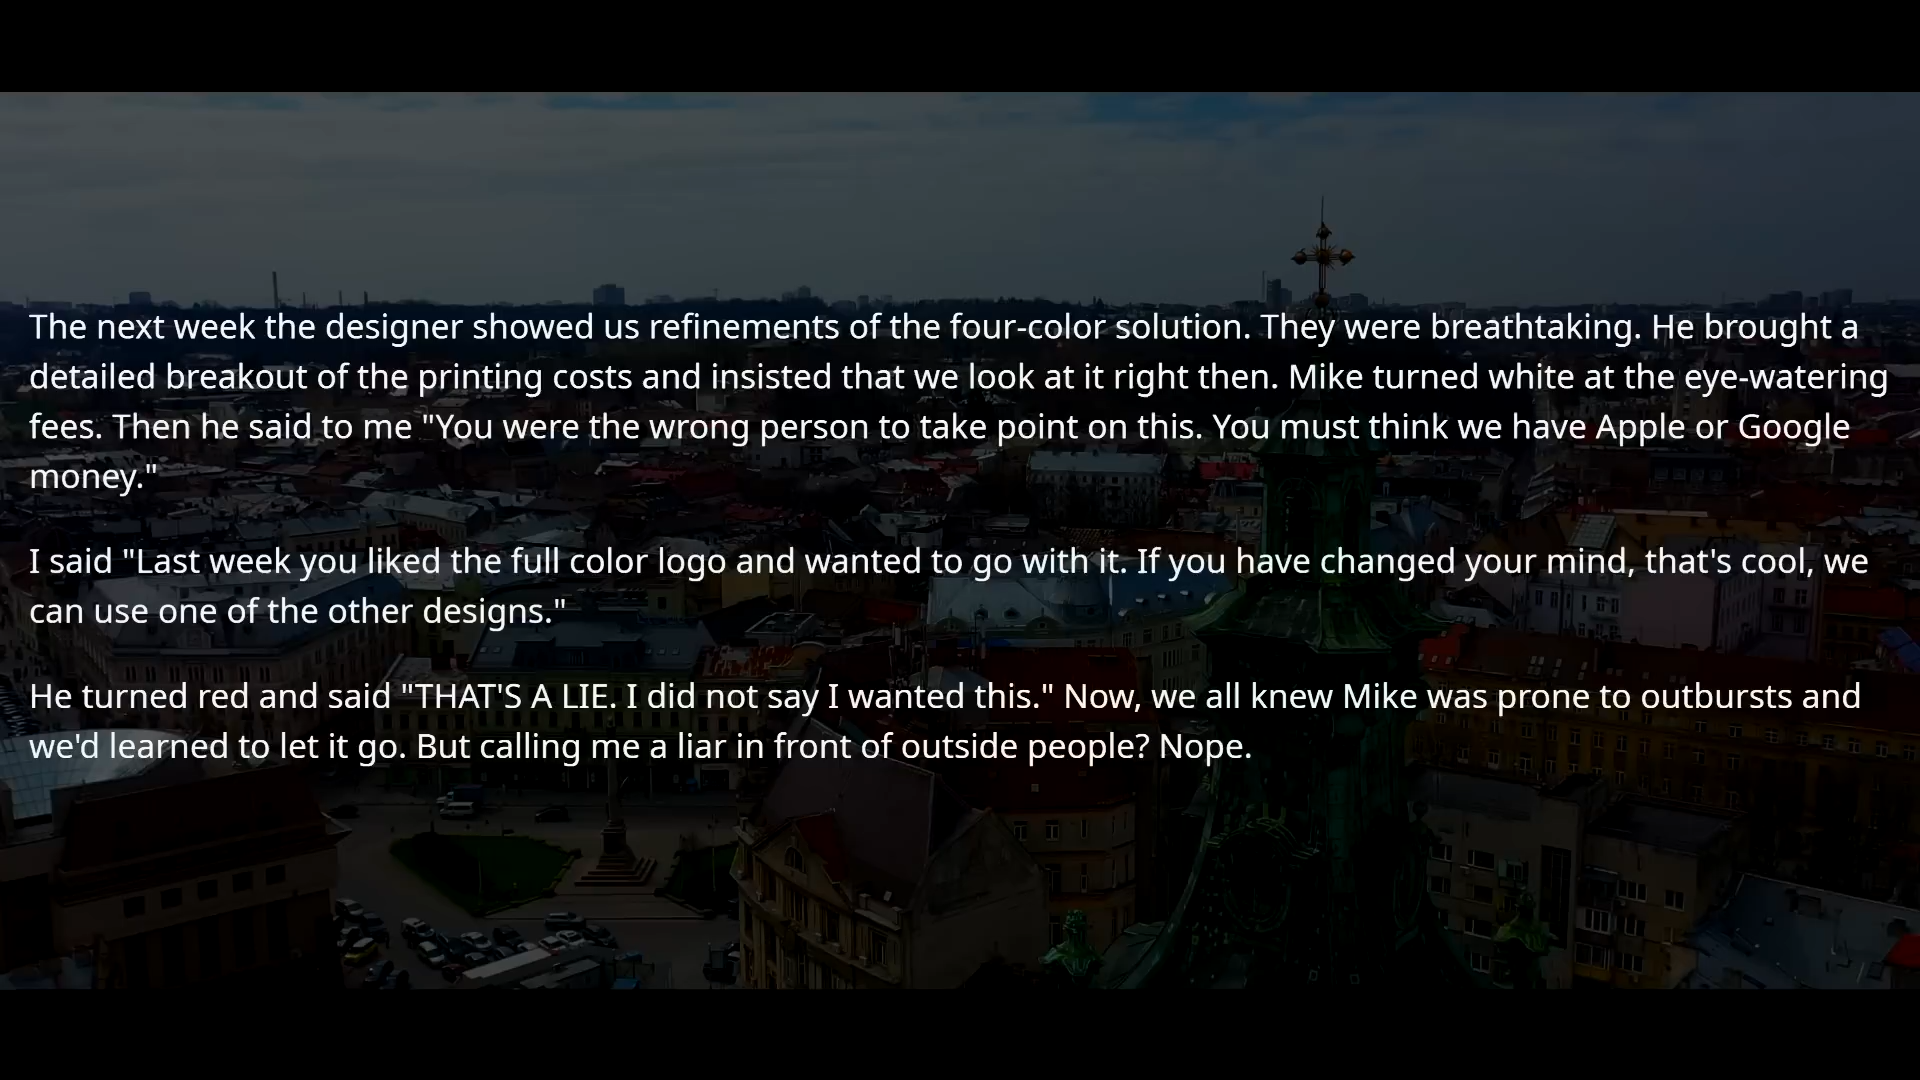 The next week the designer showed us refinements of the four-color solution. They were breathtaking. He brought a
detailed breakout of the printing costs and insisted that we look at it right then. Mike turned white at the eye-watering
fees. Then he said to me "You were the wrong person to take point on this. You must think we have Apple or Google
money."
I said "Last week you liked the full color logo and wanted to go with it. If you have changed your mind, that's cool, we
can use one of the other designs."
He turned red and said "THAT'S A LIE. I did not say I wanted this." Now, we all knew Mike was prone to outbursts and
we'd learned to let it go. But calling me a liar in front of outside people? Nope.